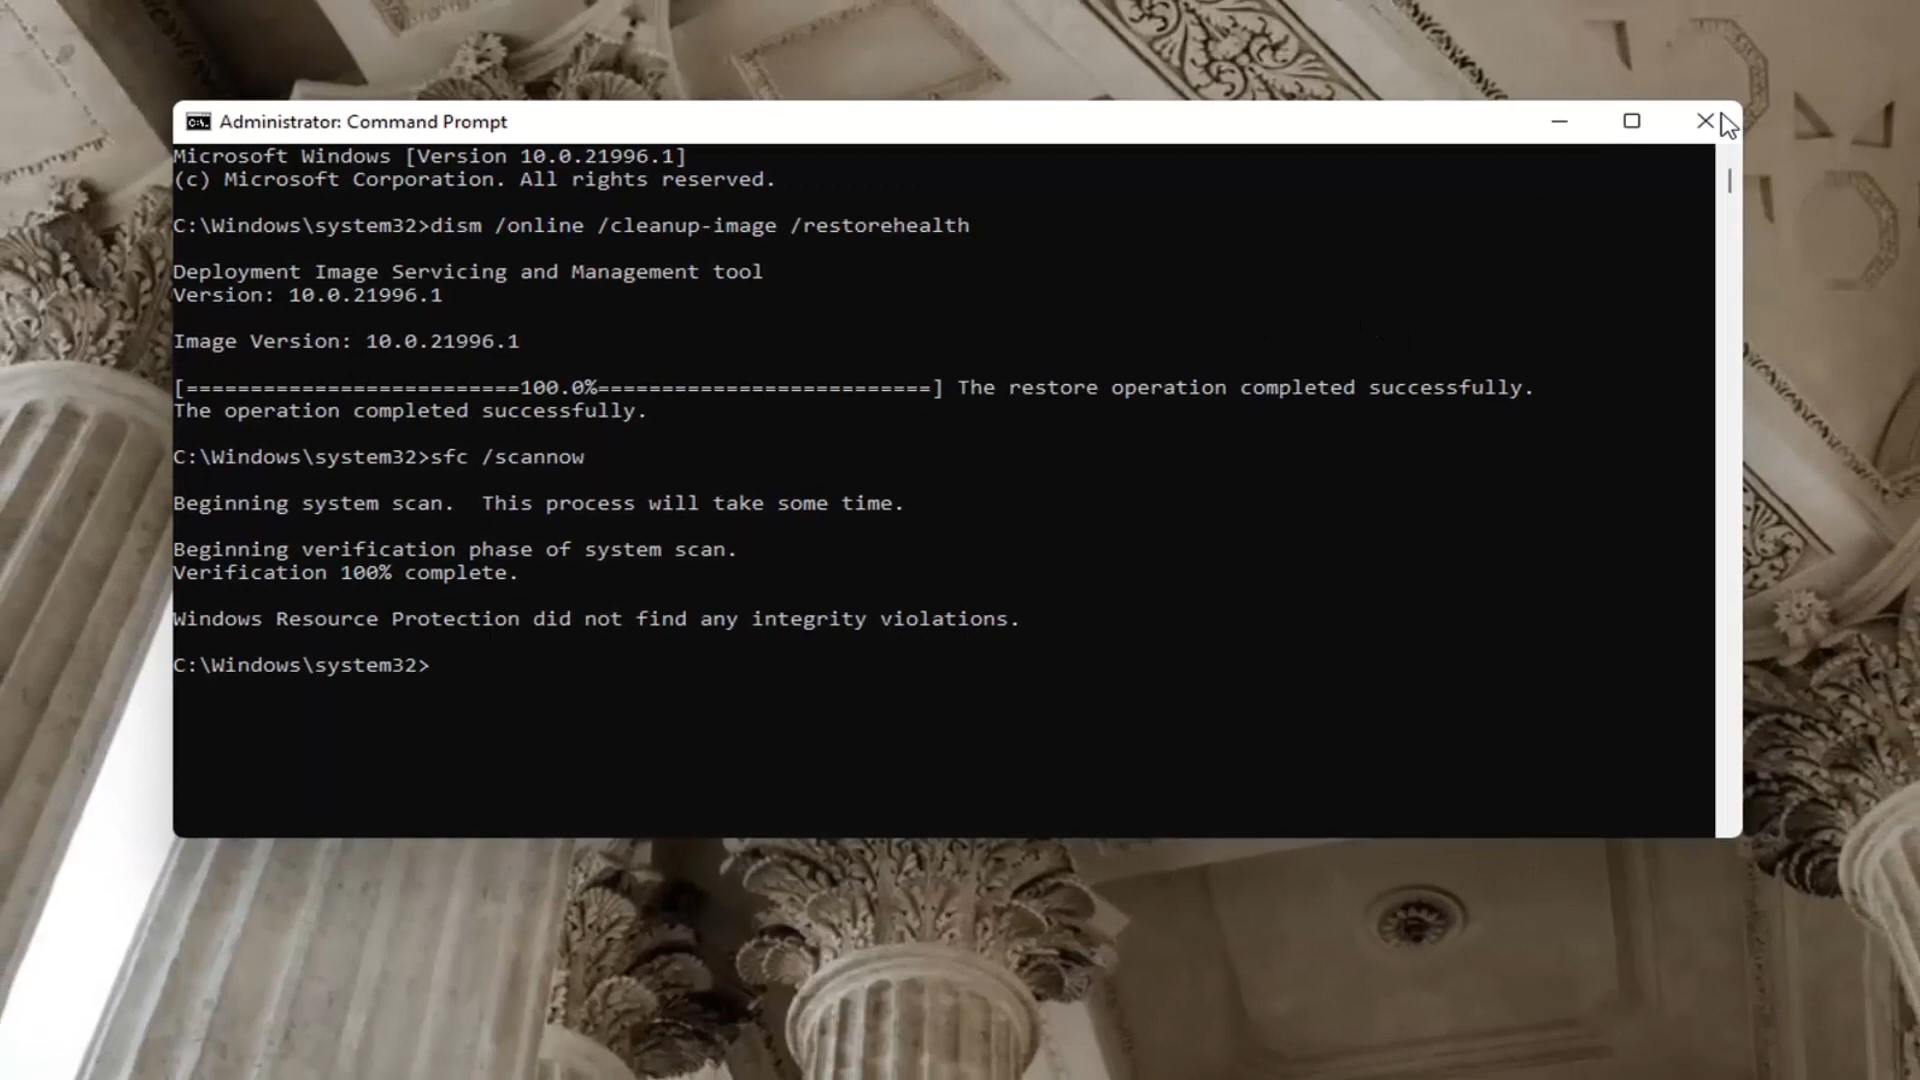 Administrator: Command Prompt
Microsoft Windows [Version 10.0.21996.1]
(c) Microsoft Corporation. All rights reserved.
C:\Windows\system32>dism /online /cleanup-image /restorehealth
Deployment Image Servicing and Management tool
Version: 10.0.21996.1
Image Version: 10.0.21996.1
[==========================100.0%==========================] The restore operation completed successfully.
The operation completed successfully.
C:\Windows\system32>sfc /scannow
Beginning system scan.  This process will take some time.
Beginning verification phase of system scan.
Verification 100% complete.
Windows Resource Protection did not find any integrity violations.
C:\Windows\system32>